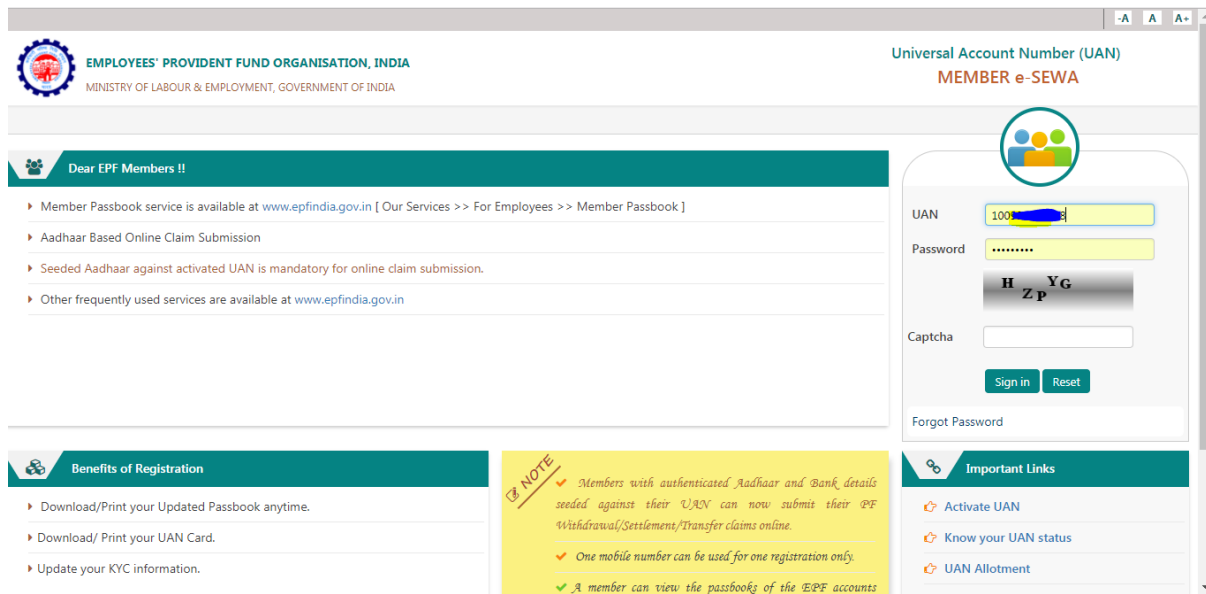 -A A A+
EMPLOYEES' PROVIDENT FUND ORGANISATION, INDIA
MINISTRY OF LABOUR & EMPLOYMENT, GOVERNMENT OF INDIA
Universal Account Number (UAN)
MEMBER e-SEWA
Dear EPF Members !!
Member Passbook service is available at www.epfindia.gov.in [ Our Services >> For Employees >> Member Passbook ]
Aadhaar Based Online Claim Submission
Seeded Aadhaar against activated UAN is mandatory for online claim submission.
Other frequently used services are available at www.epfindia.gov.in
UAN
Password •••••••••
H Z P Y G
Captcha
Sign in Reset
Forgot Password
Benefits of Registration
Download/Print your Updated Passbook anytime.
Download/ Print your UAN Card.
Update your KYC information.
NOTE
Members with authenticated Aadhaar and Bank details
seeded against their UAN can now submit their PF
Withdrawal/Settlement/Transfer claims online.
One mobile number can be used for one registration only.
A member can view the passbooks of the EPF accounts
Important Links
Activate UAN
Know your UAN status
UAN Allotment